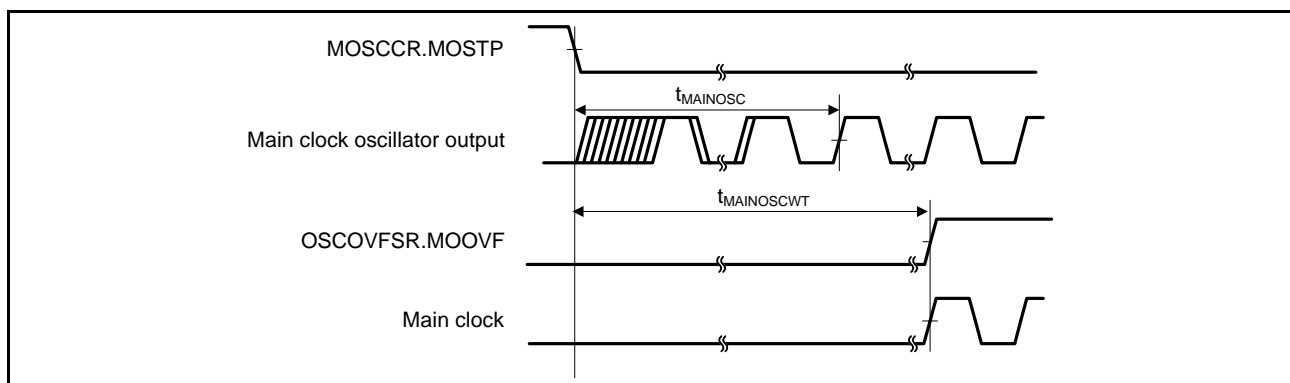 MOSCCR.MOSTP
tMAINOSC
Main clock oscillator output
tMAINOSCWT
OSCOVFSR.MOOVF
Main clock